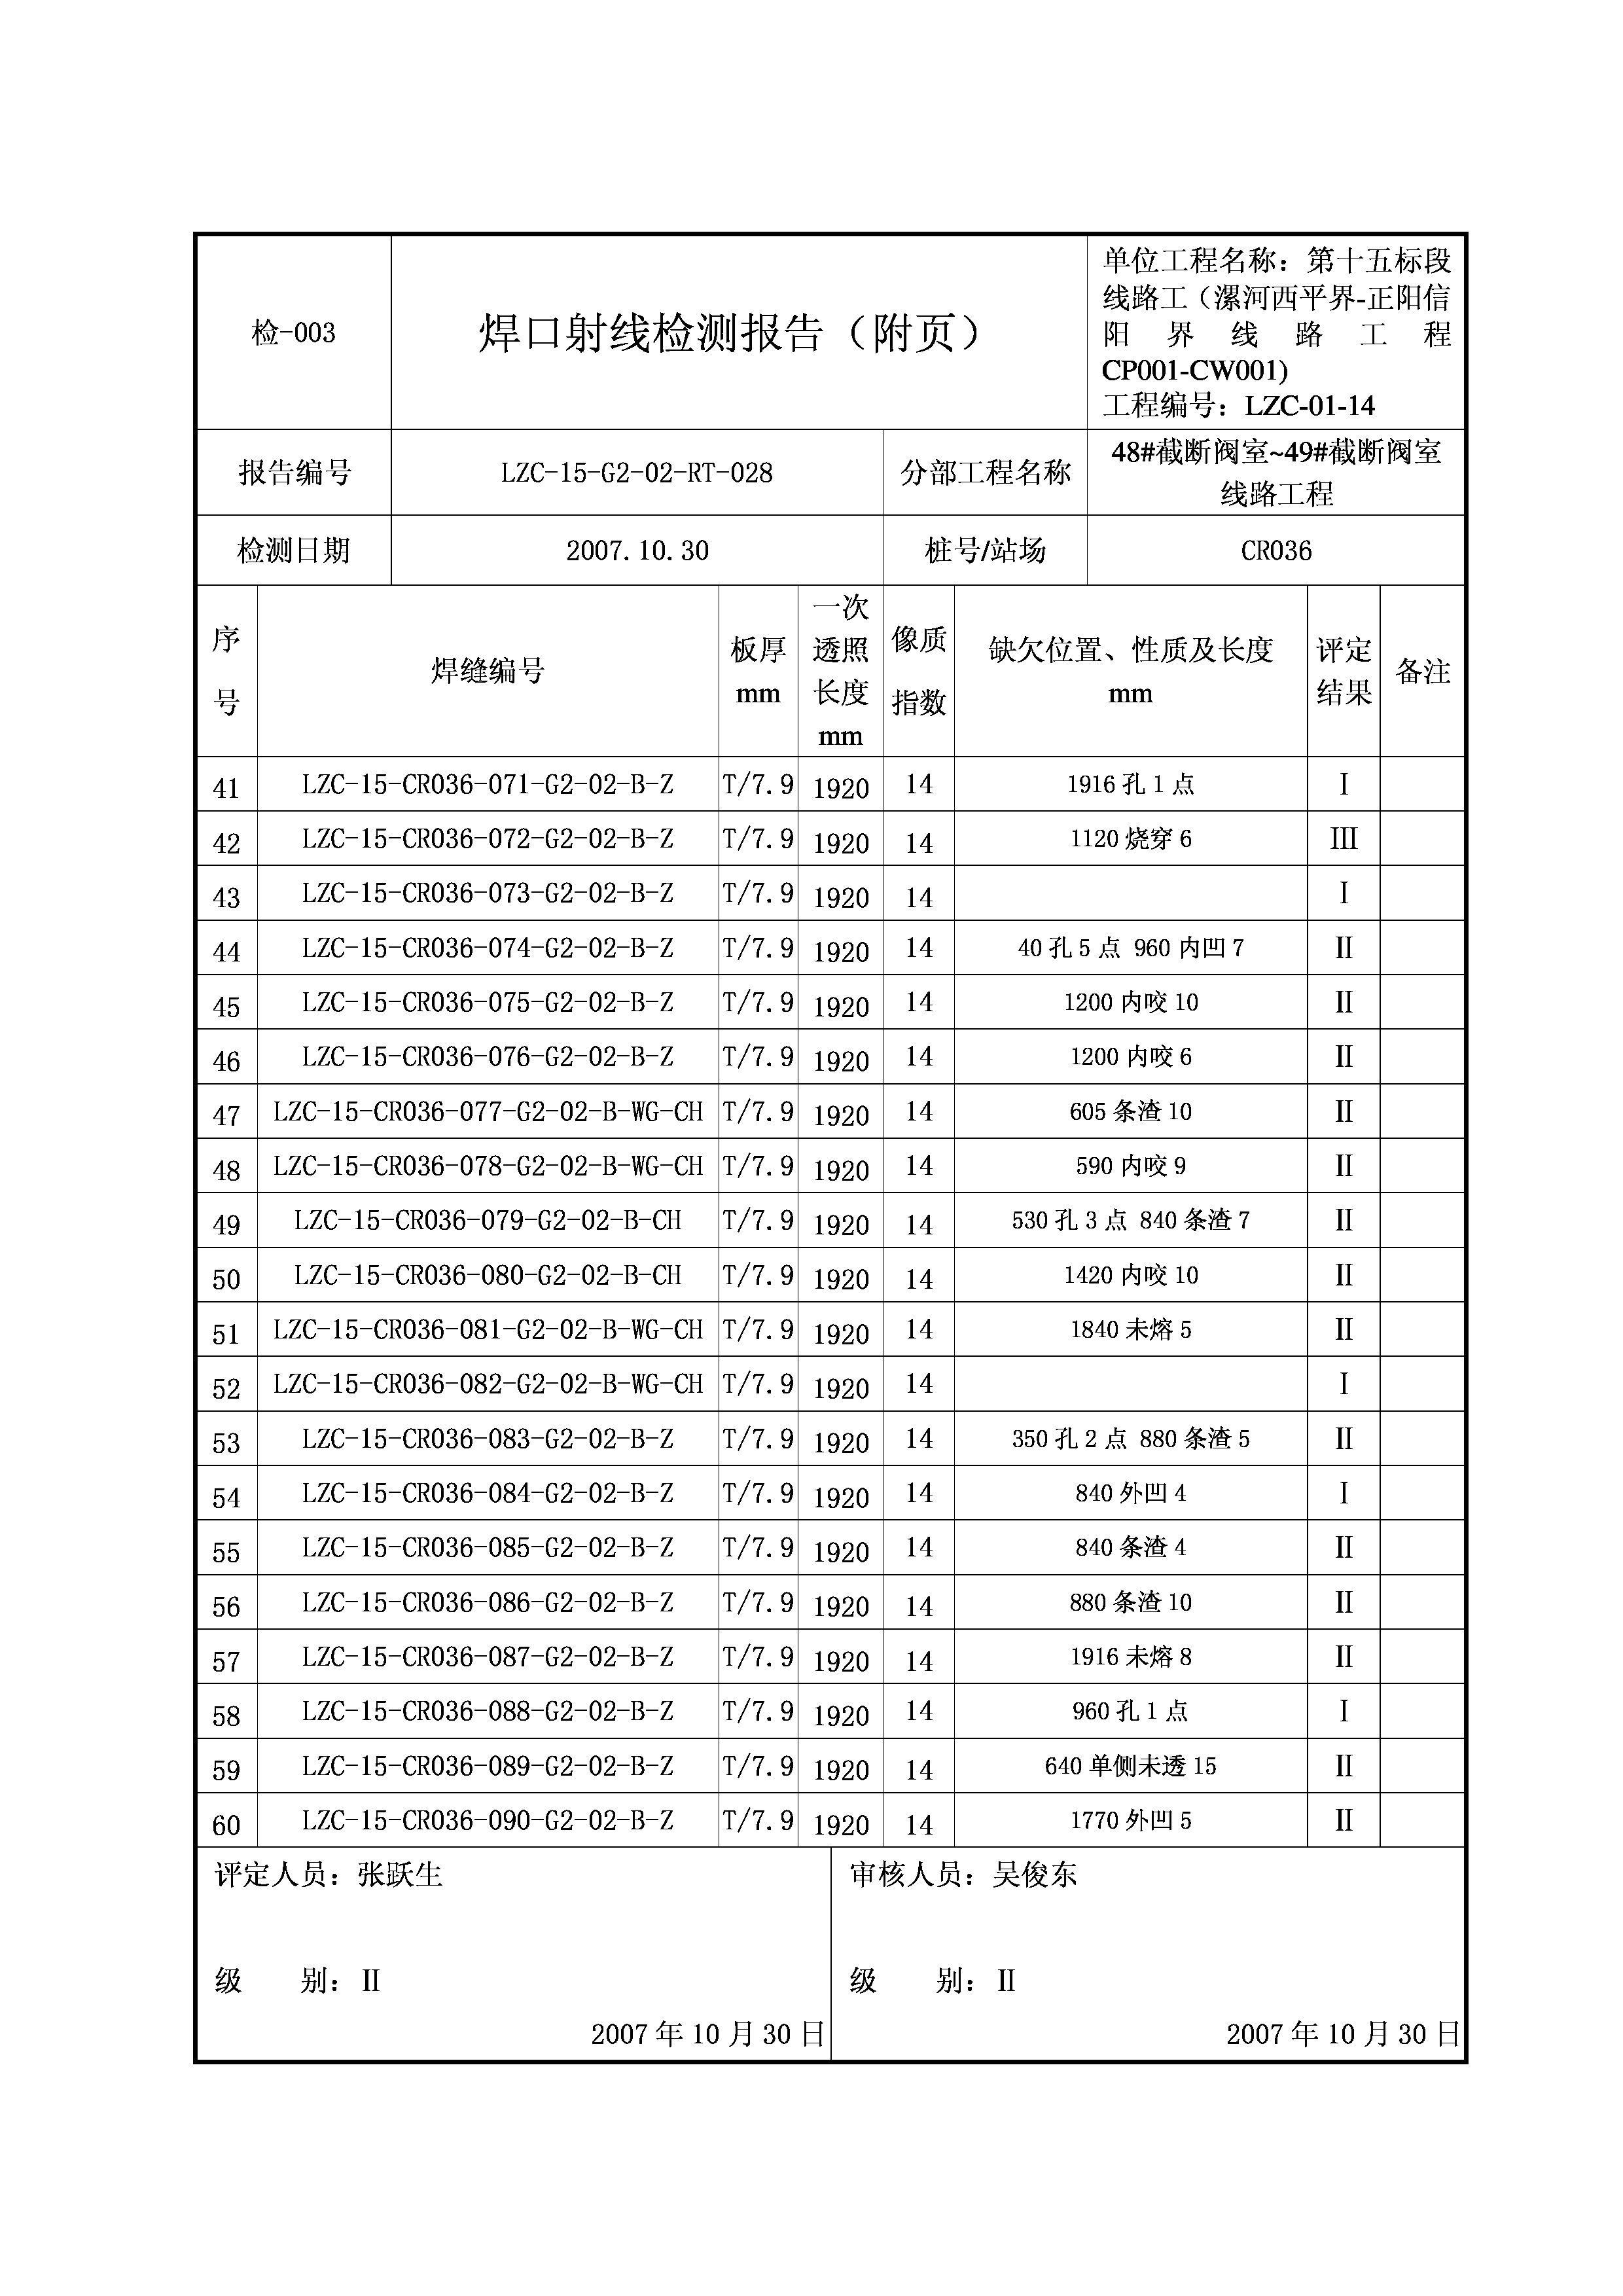 检-003
焊口射线检测报告（附页）
单位工程名称：第十五标段
线路工（漯河西平界-正阳信
阳界线路工程
CP001-CW001)
工程编号：LZC-01-14
报告编号 LZC-15-G2-02-RT-028 分部工程名称 48#截断阀室~49#截断阀室
线路工程
检测日期 2007.10.30 桩号/站场 CR036
序
号
焊缝编号
板厚
mm
一次
透照
长度
mm
像质
指数
缺欠位置、性质及长度
mm
评定
结果
备注
41 LZC-15-CR036-071-G2-02-B-Z T/7.9 1920 14 1916 孔 1 点 I
42 LZC-15-CR036-072-G2-02-B-Z T/7.9 1920 14 1120 烧穿 6 III
43 LZC-15-CR036-073-G2-02-B-Z T/7.9 1920 14 I
44 LZC-15-CR036-074-G2-02-B-Z T/7.9 1920 14 40 孔 5 点 960 内凹 7 II
45 LZC-15-CR036-075-G2-02-B-Z T/7.9 1920 14 1200 内咬 10 II
46 LZC-15-CR036-076-G2-02-B-Z T/7.9 1920 14 1200 内咬 6 II
47 LZC-15-CR036-077-G2-02-B-WG-CH T/7.9 1920 14 605 条渣 10 II
48 LZC-15-CR036-078-G2-02-B-WG-CH T/7.9 1920 14 590 内咬 9 II
49 LZC-15-CR036-079-G2-02-B-CH T/7.9 1920 14 530 孔 3 点 840 条渣 7 II
50 LZC-15-CR036-080-G2-02-B-CH T/7.9 1920 14 1420 内咬 10 II
51 LZC-15-CR036-081-G2-02-B-WG-CH T/7.9 1920 14 1840 未熔 5 II
52 LZC-15-CR036-082-G2-02-B-WG-CH T/7.9 1920 14 I
53 LZC-15-CR036-083-G2-02-B-Z T/7.9 1920 14 350 孔 2 点 880 条渣 5 II
54 LZC-15-CR036-084-G2-02-B-Z T/7.9 1920 14 840 外凹 4 I
55 LZC-15-CR036-085-G2-02-B-Z T/7.9 1920 14 840 条渣 4 II
56 LZC-15-CR036-086-G2-02-B-Z T/7.9 1920 14 880 条渣 10 II
57 LZC-15-CR036-087-G2-02-B-Z T/7.9 1920 14 1916 未熔 8 II
58 LZC-15-CR036-088-G2-02-B-Z T/7.9 1920 14 960 孔 1 点 I
59 LZC-15-CR036-089-G2-02-B-Z T/7.9 1920 14 640 单侧未透 15 II
60 LZC-15-CR036-090-G2-02-B-Z T/7.9 1920 14 1770 外凹 5 II
评定人员：张跃生
级 别：II
2007 年 10 月 30 日
审核人员：吴俊东
级 别：II
2007 年 10 月 30 日